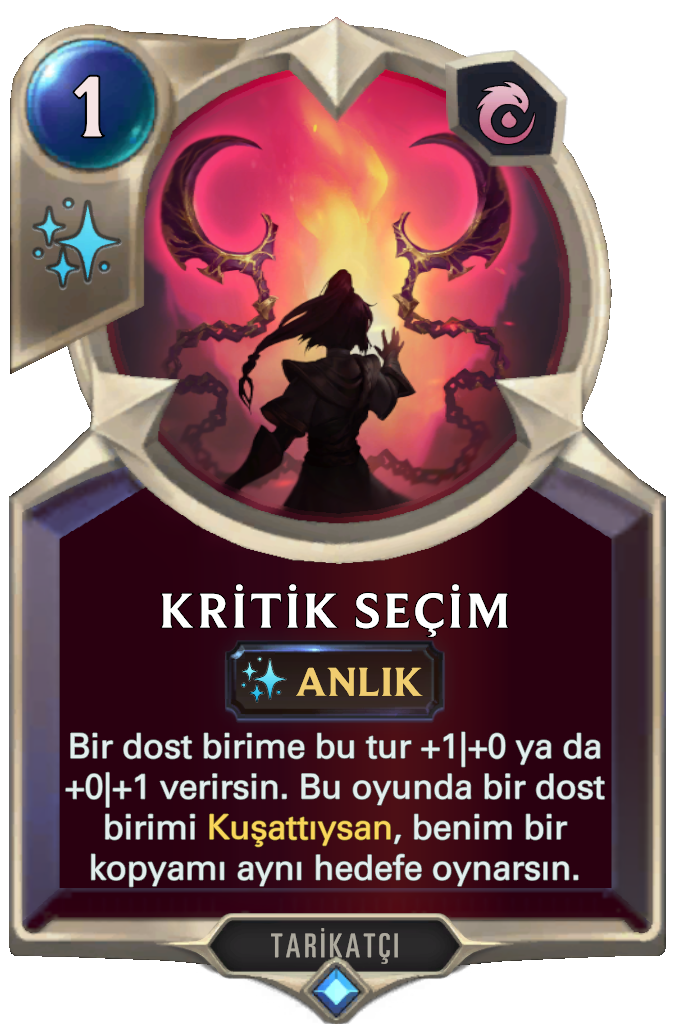 1
KRİTİK SEÇİM
ANLIK
Bir dost birime bu tur +1|+0 ya da
+0|+1 verirsin. Bu oyunda bir dost
birimi Kuşattıysan, benim bir
kopyamı aynı hedefe oynarsın.
TARİKATÇI